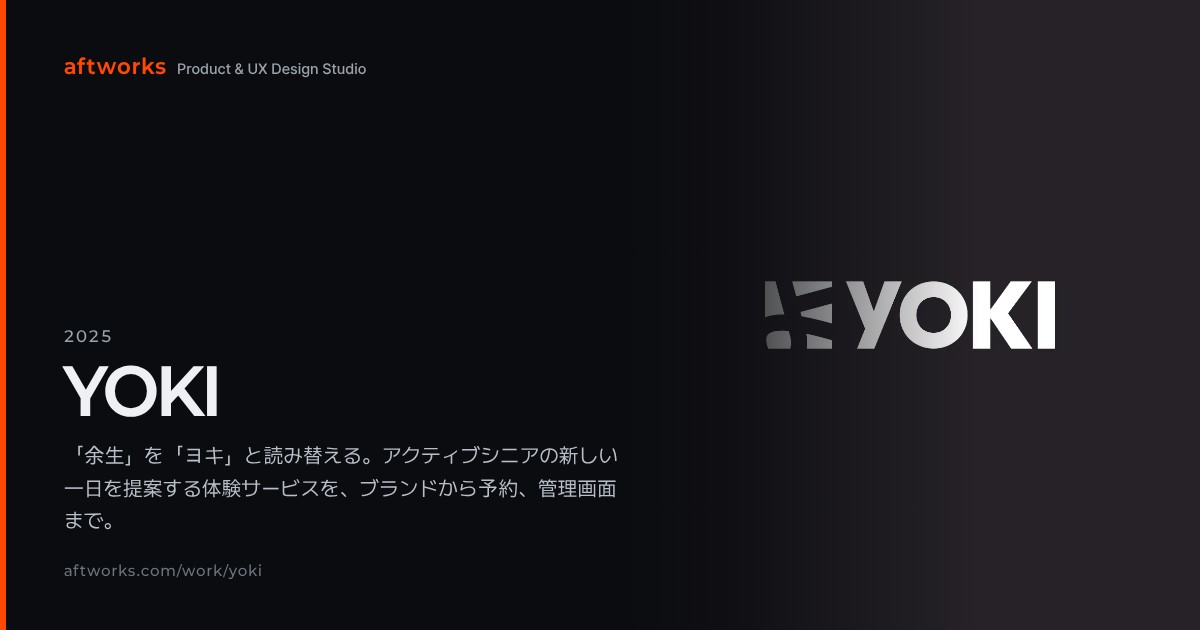 aftworks Product & UX Design Studio
2025
YOKI
「余生」を「ヨキ」と読み替える。アクティブシニアの新しい
一日を提案する体験サービスを、ブランドから予約、管理画面
まで。
aftworks.com/work/yoki
YOKI